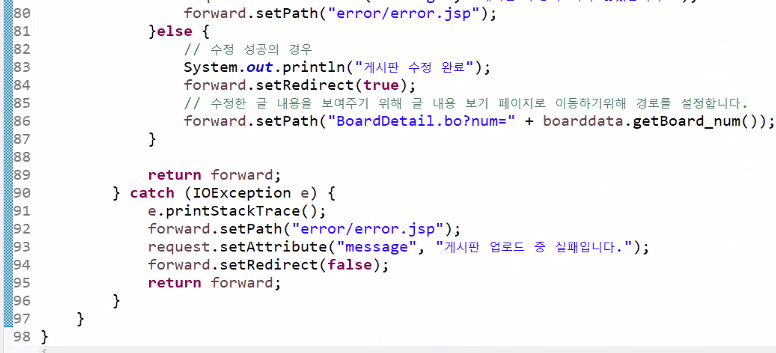 80 forward.setPath("error/error.jsp");
81 }else {
82 // 수정 성공의 경우
83 System.out.println("게시판 수정 완료");
84 forward.setRedirect(true);
85 // 수정한 글 내용을 보여주기 위해 글 내용 보기 페이지로 이동하기위해 경로를 설정합니다.
86 forward.setPath("BoardDetail.bo?num=" + boarddata.getBoard_num());
87 }
88
89 return forward;
90 } catch (IOException e) {
91 e.printStackTrace();
92 forward.setPath("error/error.jsp");
93 request.setAttribute("message", "게시판 업로드 중 실패입니다.");
94 forward.setRedirect(false);
95 return forward;
96 }
97 }
98 }